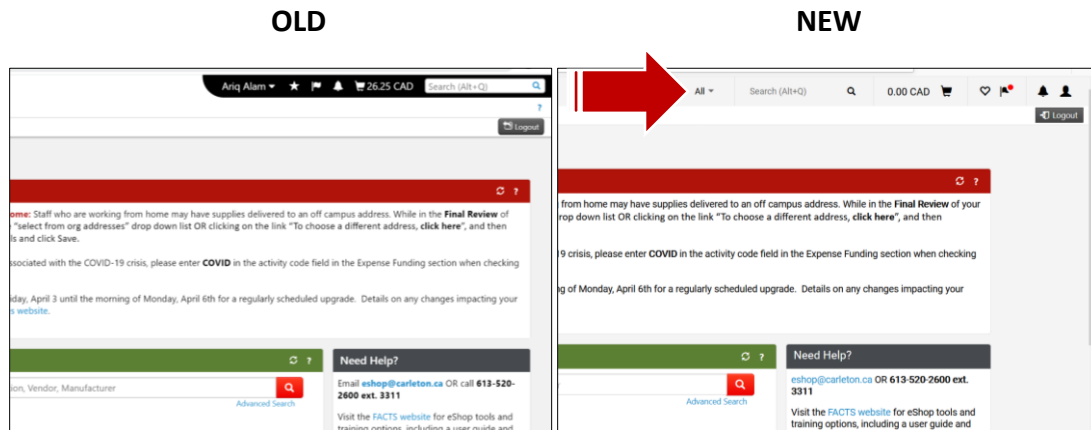 OLD
NEW
Ariq Alam
26.25 CAD
Search (Alt+Q)
?
Logout
?
ome: Staff who are working from home may have supplies delivered to an off campus address. While in the Final Review of
"select from org addresses" drop down list OR clicking on the link "To choose a different address, click here", and then
ls and click Save.
ssociated with the COVID-19 crisis, please enter COVID in the activity code field in the Expense Funding section when checking
iday, April 3 until the morning of Monday, April 6th for a regularly scheduled upgrade. Details on any changes impacting your
s website.
?
Need Help?
ion, Vendor, Manufacturer
Advanced Search
Email eshop@carleton.ca OR call 613-520-
2600 ext. 3311
Visit the FACTS website for eShop tools and
training options, including a user guide and
All
Search (Alt+Q)
0.00 CAD
Logout
?
from home may have supplies delivered to an off campus address. While in the Final Review of your
rop down list OR clicking on the link "To choose a different address, click here", and then
19 crisis, please enter COVID in the activity code field in the Expense Funding section when checking
ng of Monday, April 6th for a regularly scheduled upgrade. Details on any changes impacting your
?
Need Help?
Advanced Search
eshop@carleton.ca OR 613-520-2600 ext.
3311
Visit the FACTS website for eShop tools and
training options, including a user guide and